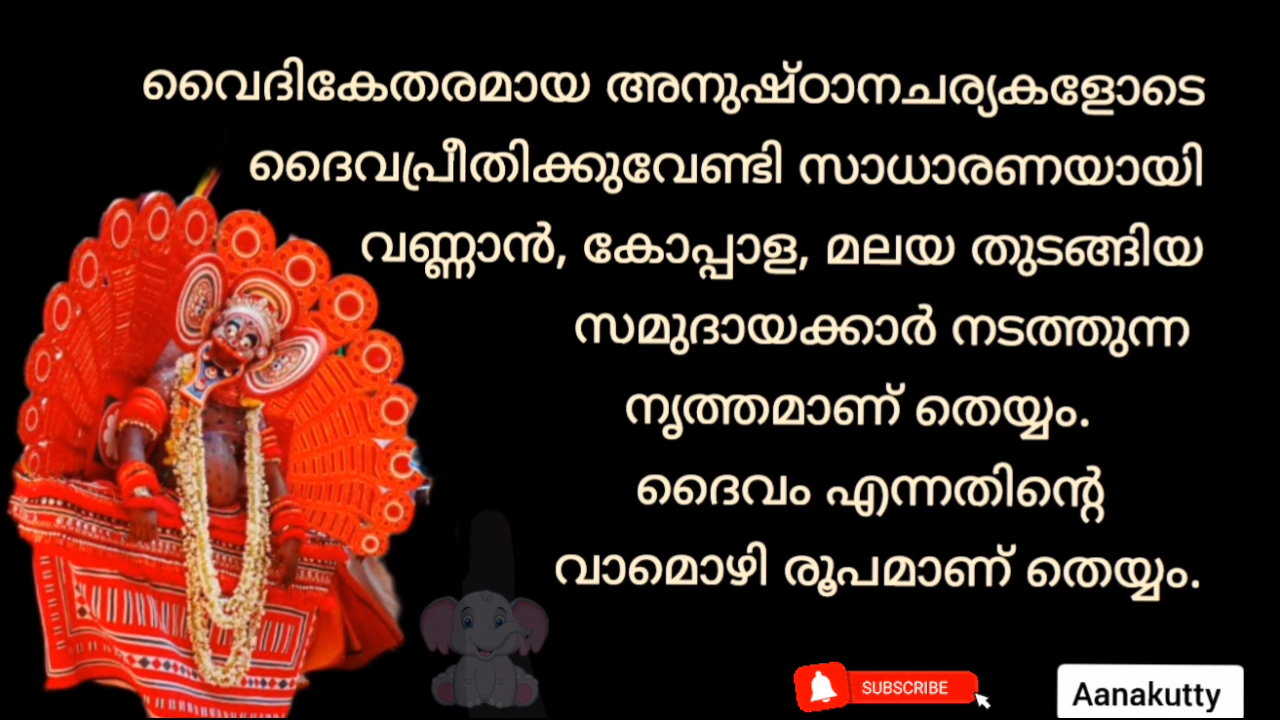 വൈദികേതരമായ അനുഷ്ഠാനചര്യകളോടെ
ദൈവപ്രീതിക്കുവേണ്ടി സാധാരണയായി
വണ്ണാൻ, കോപ്പാള, മലയ തുടങ്ങിയ
സമുദായക്കാർ നടത്തുന്ന
നൃത്തമാണ് തെയ്യം.
ദൈവം എന്നതിന്റെ
വാമൊഴി രൂപമാണ് തെയ്യം.
SUBSCRIBE
Aanakutty